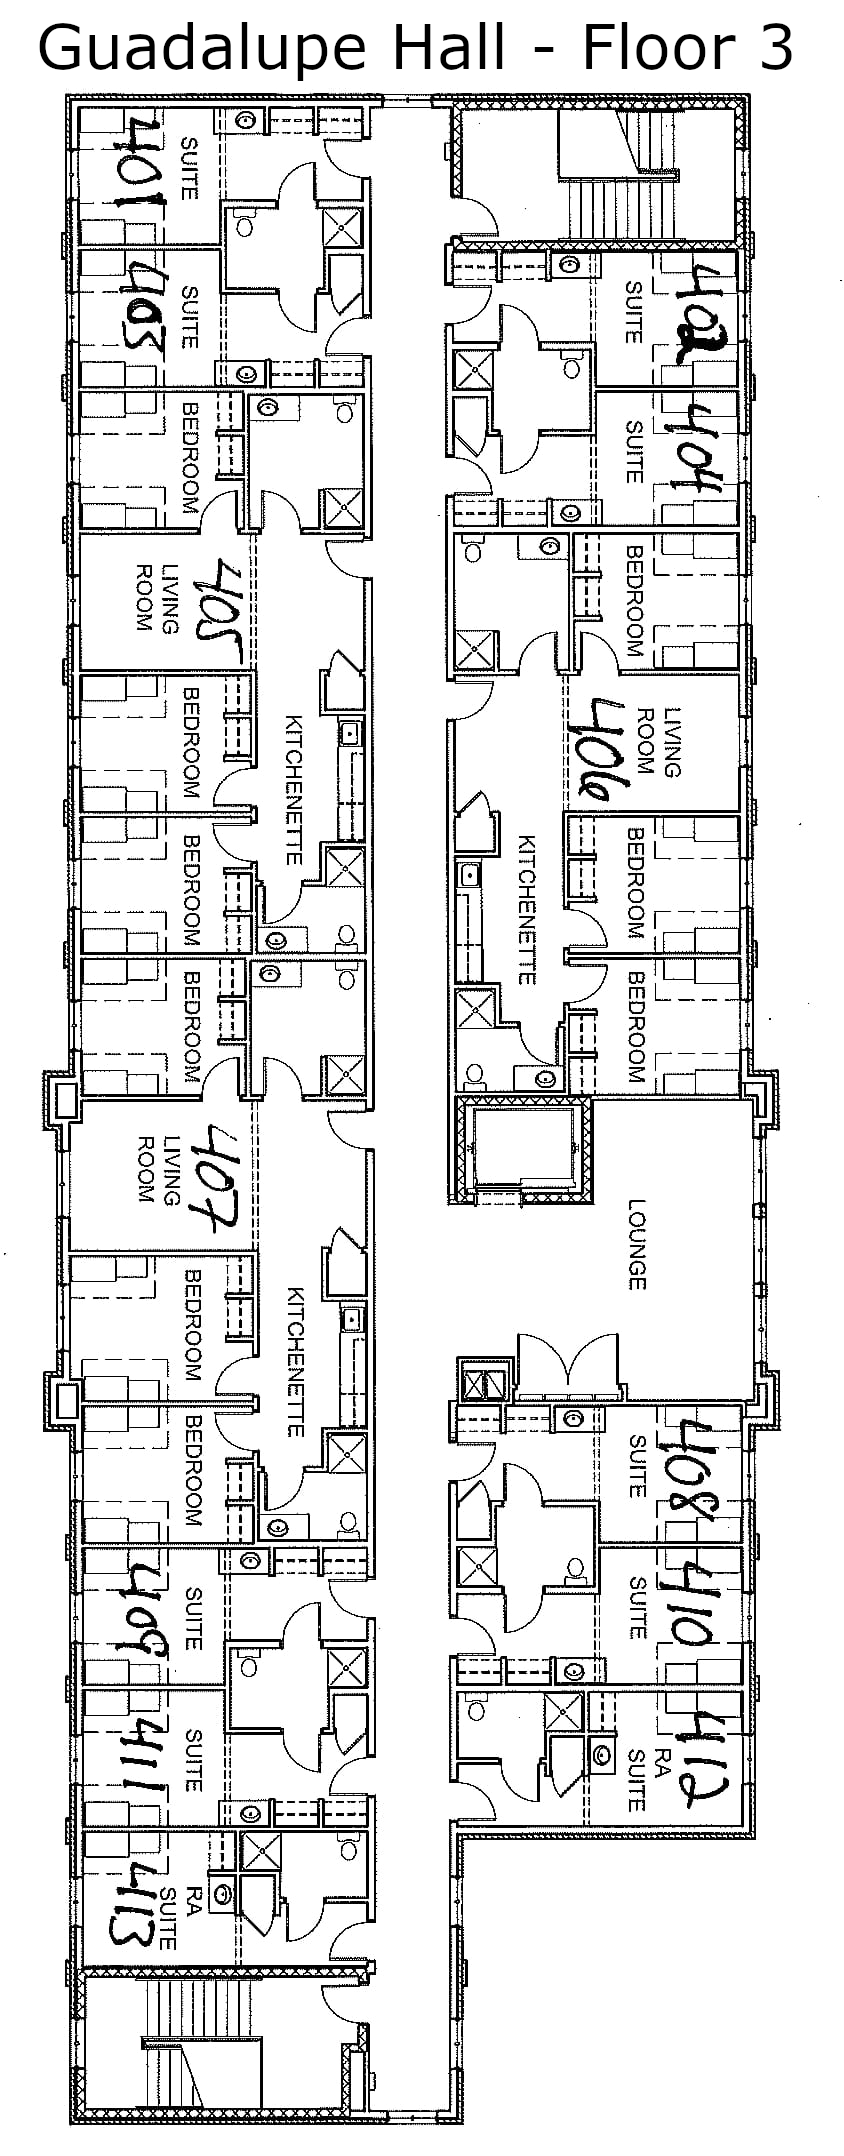 Guadalupe Hall - Floor 3
401
SUITE
403
SUITE
402
SUITE
404
SUITE
BEDROOM
405
LIVING
ROOM
BEDROOM
KITCHENETTE
BEDROOM
BEDROOM
406
LIVING
ROOM
BEDROOM
KITCHENETTE
BEDROOM
BEDROOM
407
LIVING
ROOM
LOUNGE
BEDROOM
KITCHENETTE
BEDROOM
408
SUITE
409
SUITE
410
SUITE
411
SUITE
412
RA
SUITE
413
RA
SUITE